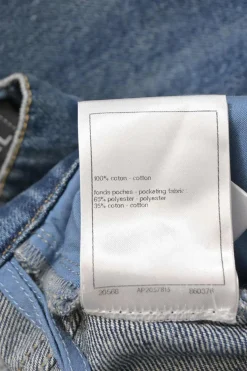 100% coton - cotton
fonds poches - pocketing fabric
65% polyester - polyester
35% coton - cotton